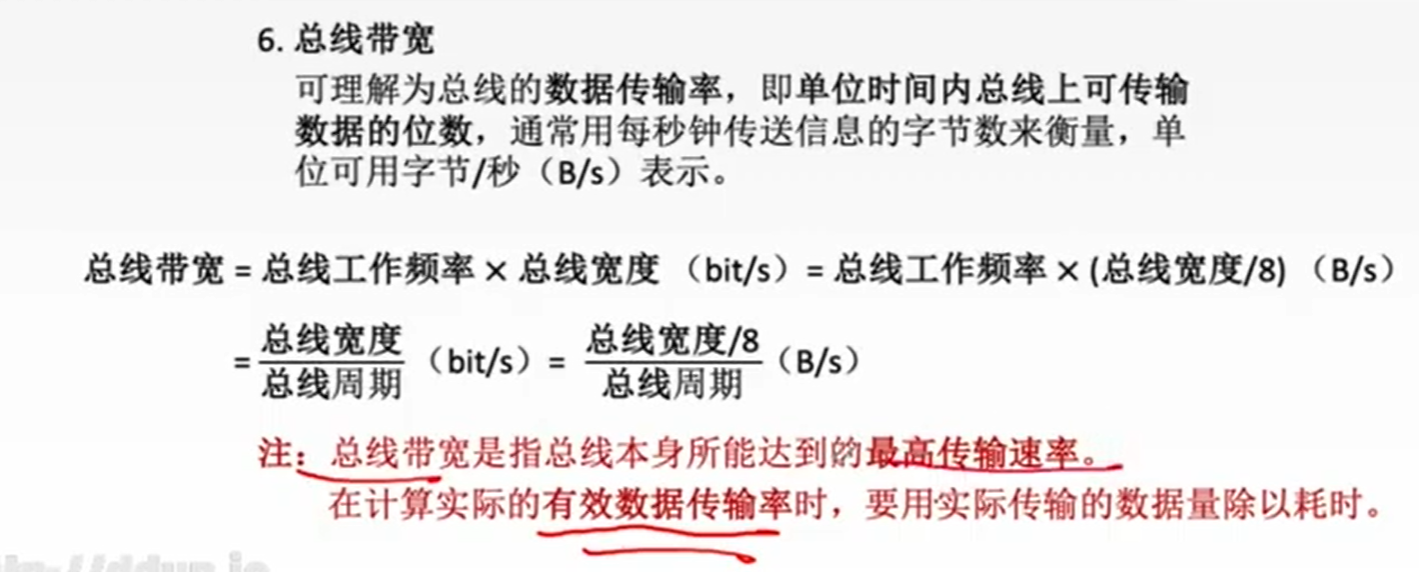 6. 总线带宽
可理解为总线的数据传输率，即单位时间内总线上可传输
数据的位数，通常用每秒钟传送信息的字节数来衡量，单
位可用字节/秒（B/s）表示。
总线带宽 = 总线工作频率 × 总线宽度 （bit/s）= 总线工作频率 × (总线宽度/8) （B/s）
= 总线宽度/总线周期 （bit/s）= 总线宽度/8/总线周期 （B/s）
注：总线带宽是指总线本身所能达到的最高传输速率。
在计算实际的有效数据传输率时，要用实际传输的数据量除以耗时。